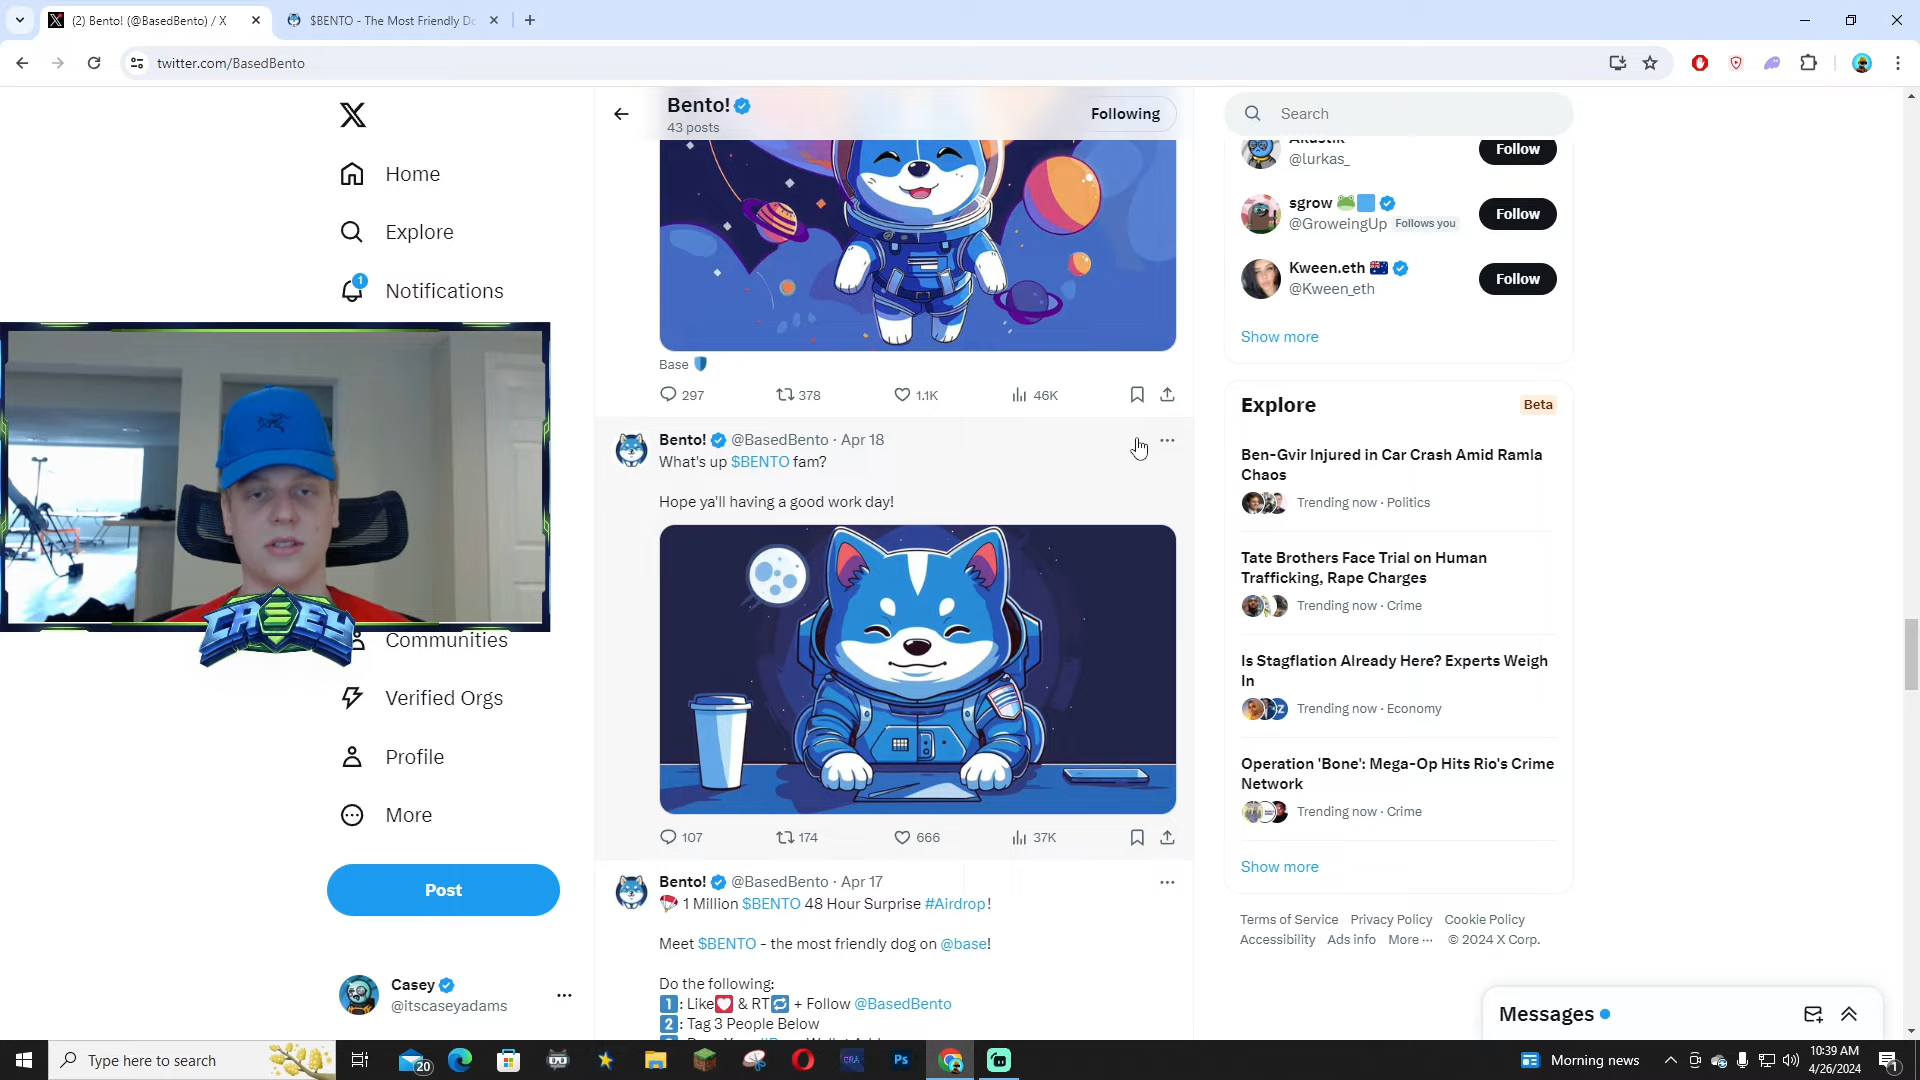 (2) Bento! (@BasedBento) / X
$BENTO - The Most Friendly Do
twitter.com/BasedBento
Home
Explore
1
Notifications
Communities
Verified Orgs
Profile
More
Post
Casey
@itscaseyadams
CASEY
Bento!
43 posts
Following
Base
297
378
1.1K
46K
Bento! @BasedBento · Apr 18
What's up $BENTO fam?
Hope ya'll having a good work day!
107
174
666
37K
Bento! @BasedBento · Apr 17
1 Million $BENTO 48 Hour Surprise #Airdrop!
Meet $BENTO - the most friendly dog on @base!
Do the following:
1: Like & RT + Follow @BasedBento
2: Tag 3 People Below
Search
@lurkas_
Follow
sgrow
@GroweingUp Follows you
Follow
Kween.eth
@Kween_eth
Follow
Show more
Explore
Beta
Ben-Gvir Injured in Car Crash Amid Ramla
Chaos
Trending now · Politics
Tate Brothers Face Trial on Human
Trafficking, Rape Charges
Trending now · Crime
Is Stagflation Already Here? Experts Weigh
In
Trending now · Economy
Operation 'Bone': Mega-Op Hits Rio's Crime
Network
Trending now · Crime
Show more
Terms of Service Privacy Policy Cookie Policy
Accessibility Ads info More ··· © 2024 X Corp.
Messages
Type here to search
20
Ps
Morning news
10:39 AM
4/26/2024
1